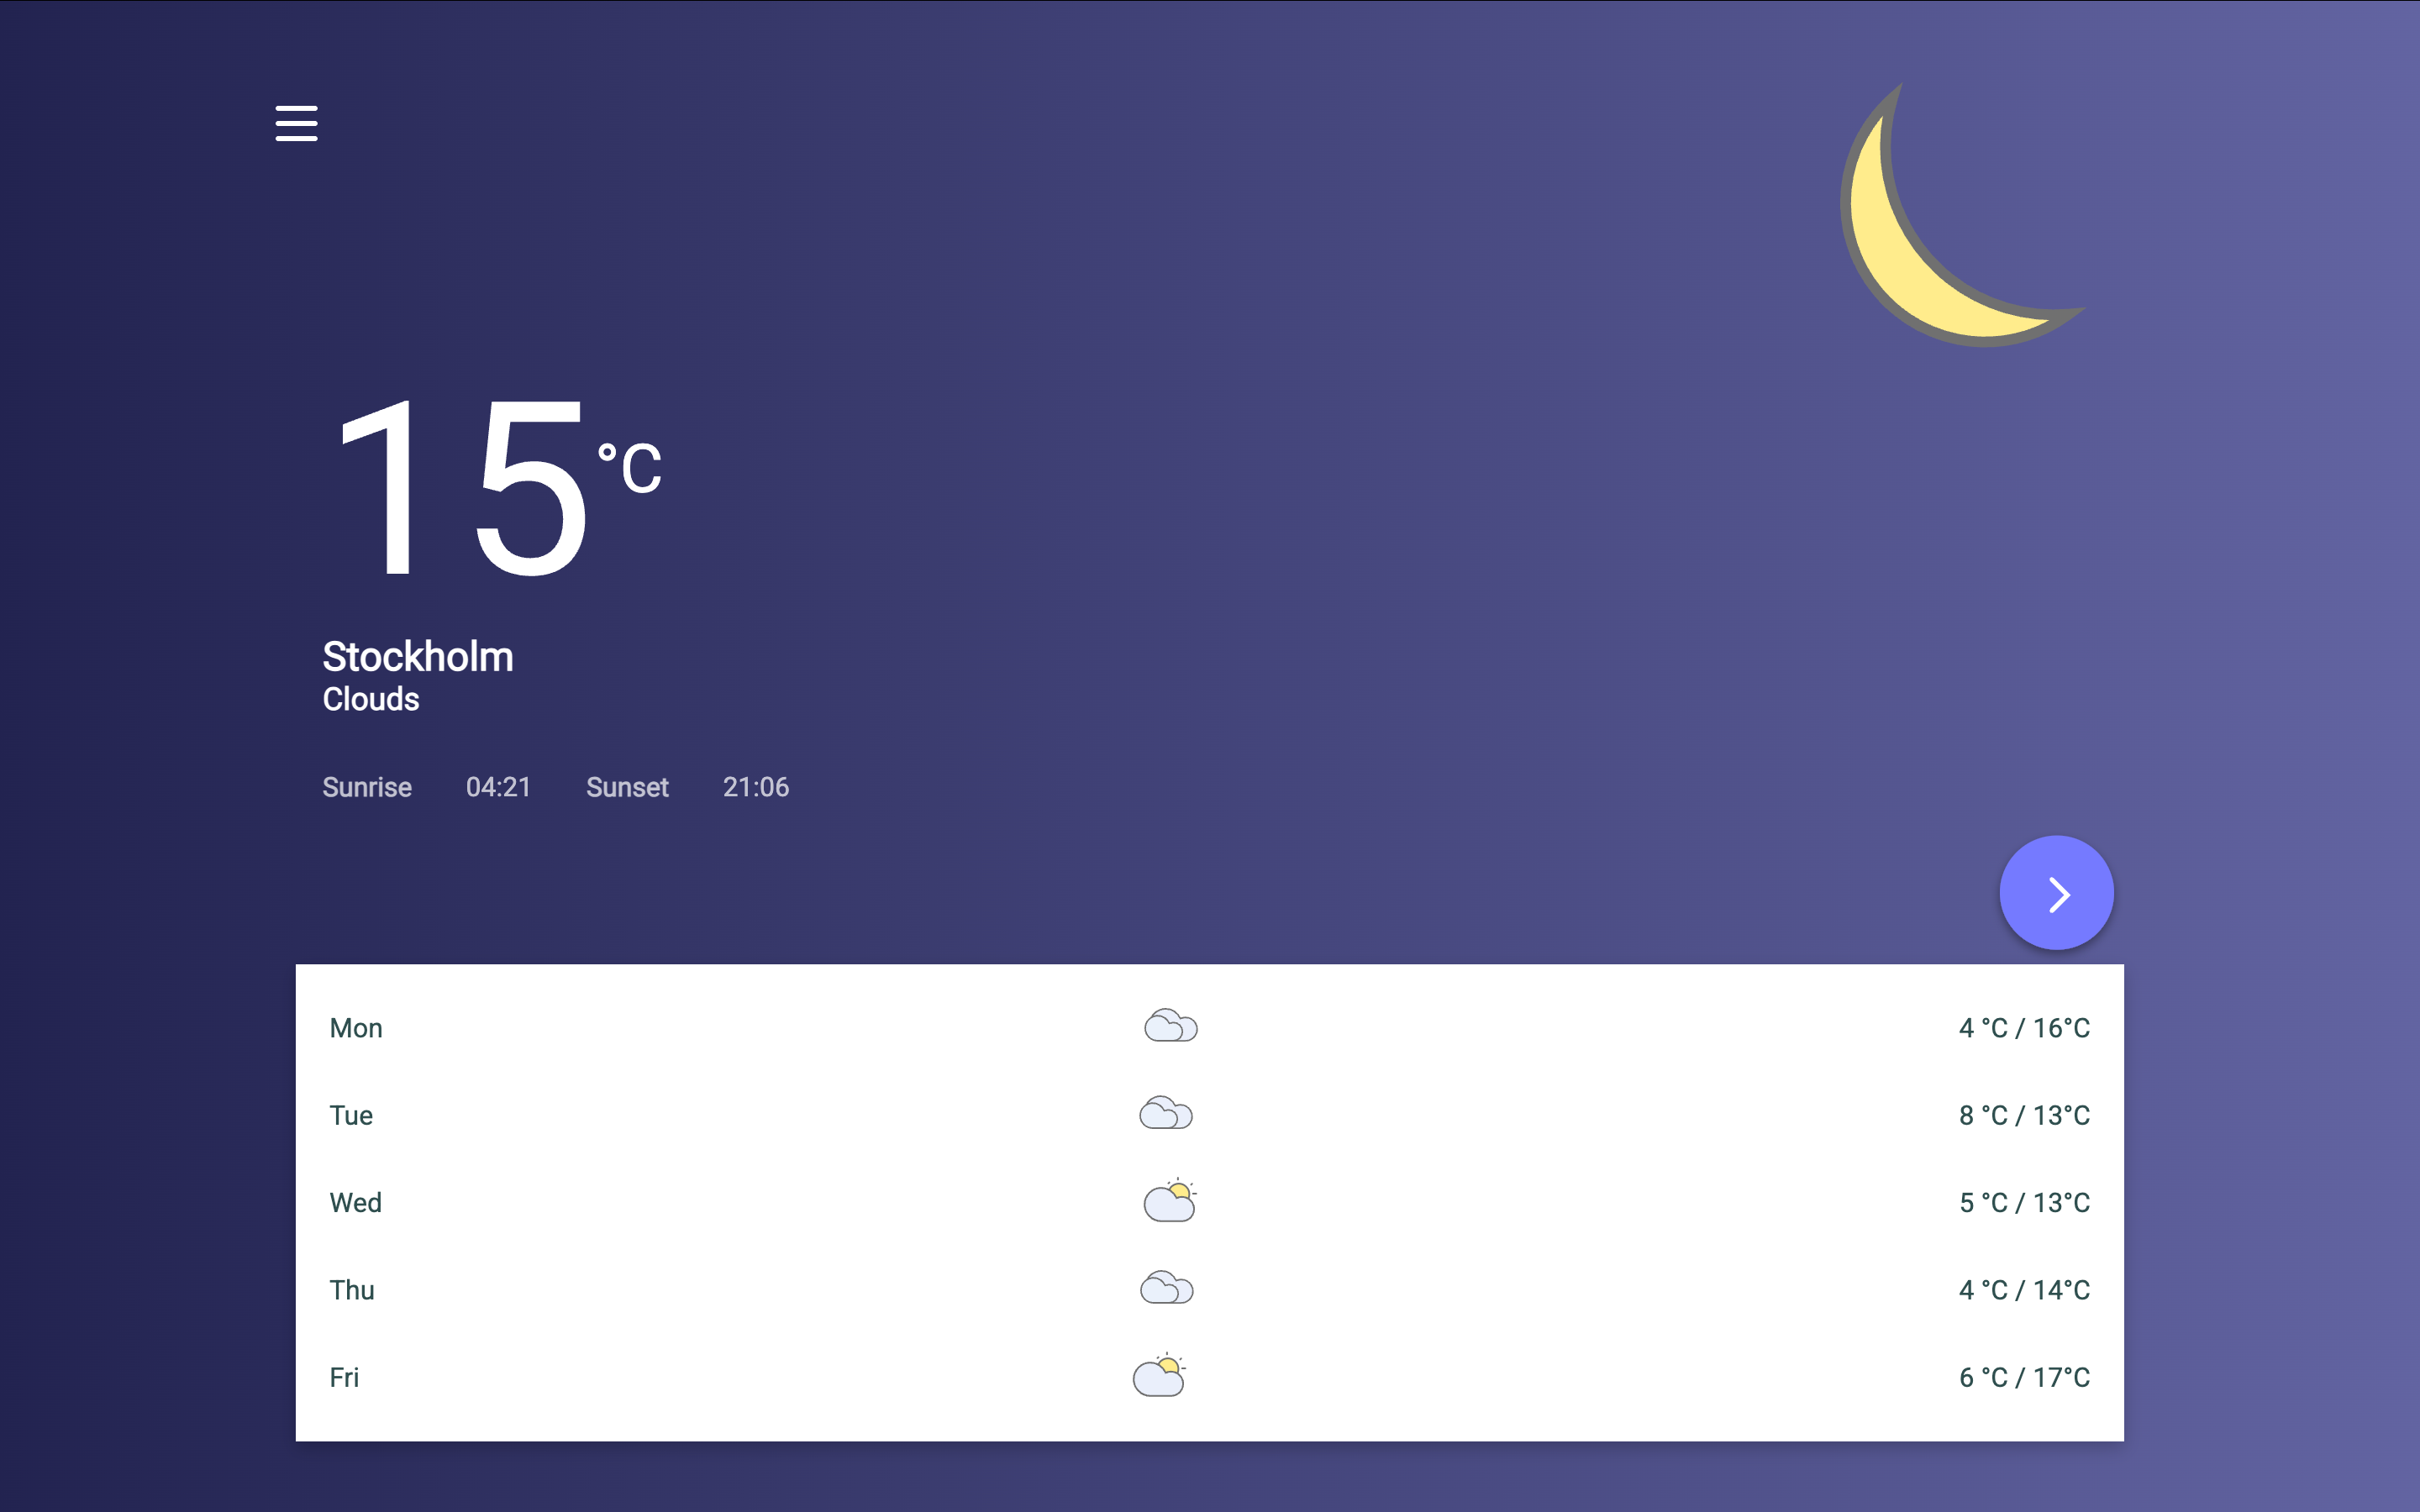 15°C
Stockholm
Clouds
Sunrise 04:21 Sunset 21:06
Mon 4 °C / 16°C
Tue 8 °C / 13°C
Wed 5 °C / 13°C
Thu 4 °C / 14°C
Fri 6 °C / 17°C